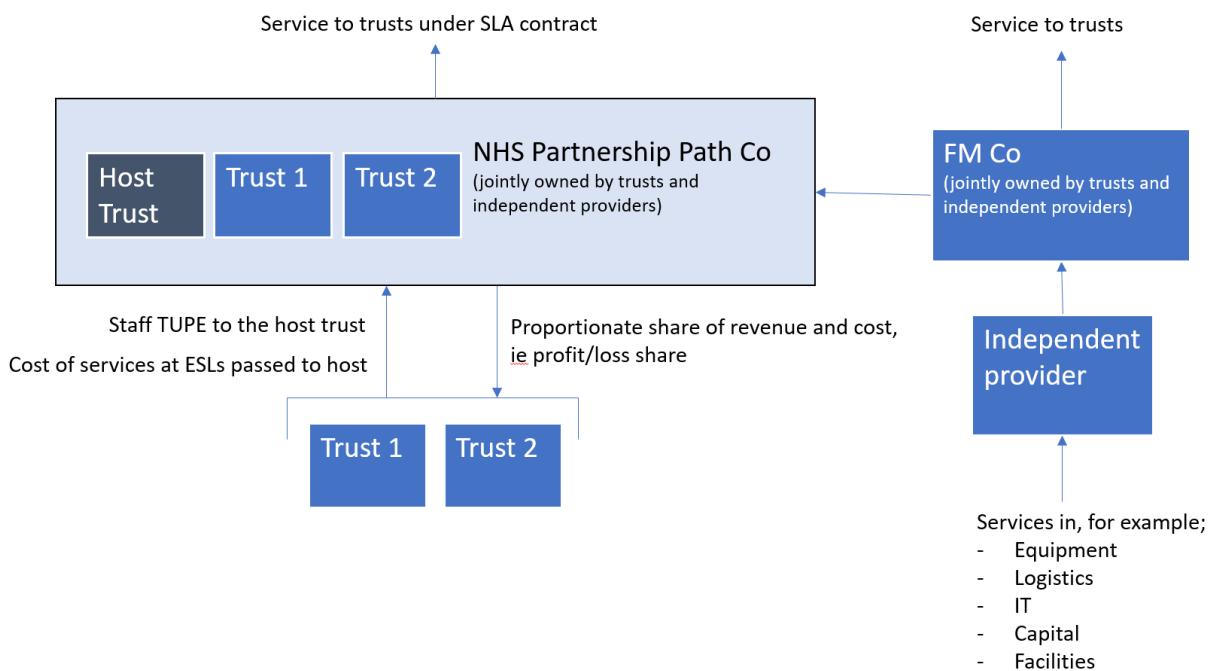 Service to trusts under SLA contract
Service to trusts
Host
Trust
Trust 1
Trust 2
NHS Partnership Path Co
(jointly owned by trusts and
independent providers)
FM Co
(jointly owned by trusts and
independent providers)
Staff TUPE to the host trust
Cost of services at ESLs passed to host
Proportionate share of revenue and cost,
ie profit/loss share
Independent
provider
Trust 1
Trust 2
Services in, for example;
- Equipment
- Logistics
- IT
- Capital
- Facilities